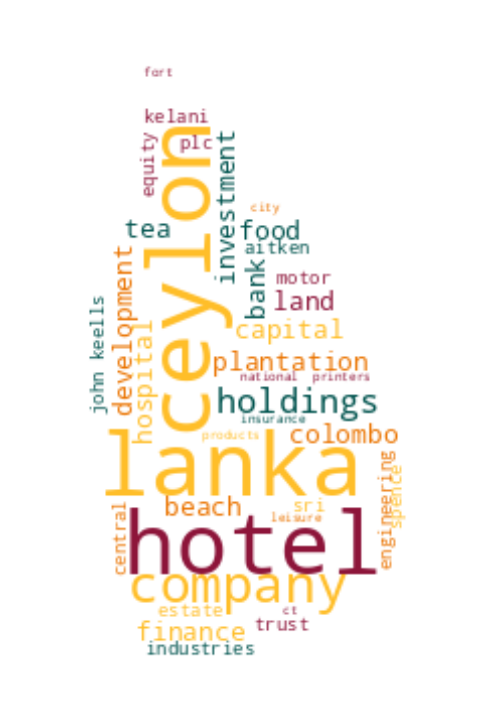 fort
kelani
plc
equity
ceylon
investment
city
tea
food
aitken
bank
motor
land
development
john keells
hospital
capital
plantation
national
printers
holdings
insurance
products
colombo
lanka
engineering
spence
beach
sri
leisure
central
hotel
company
estate
ct
trust
finance
industries